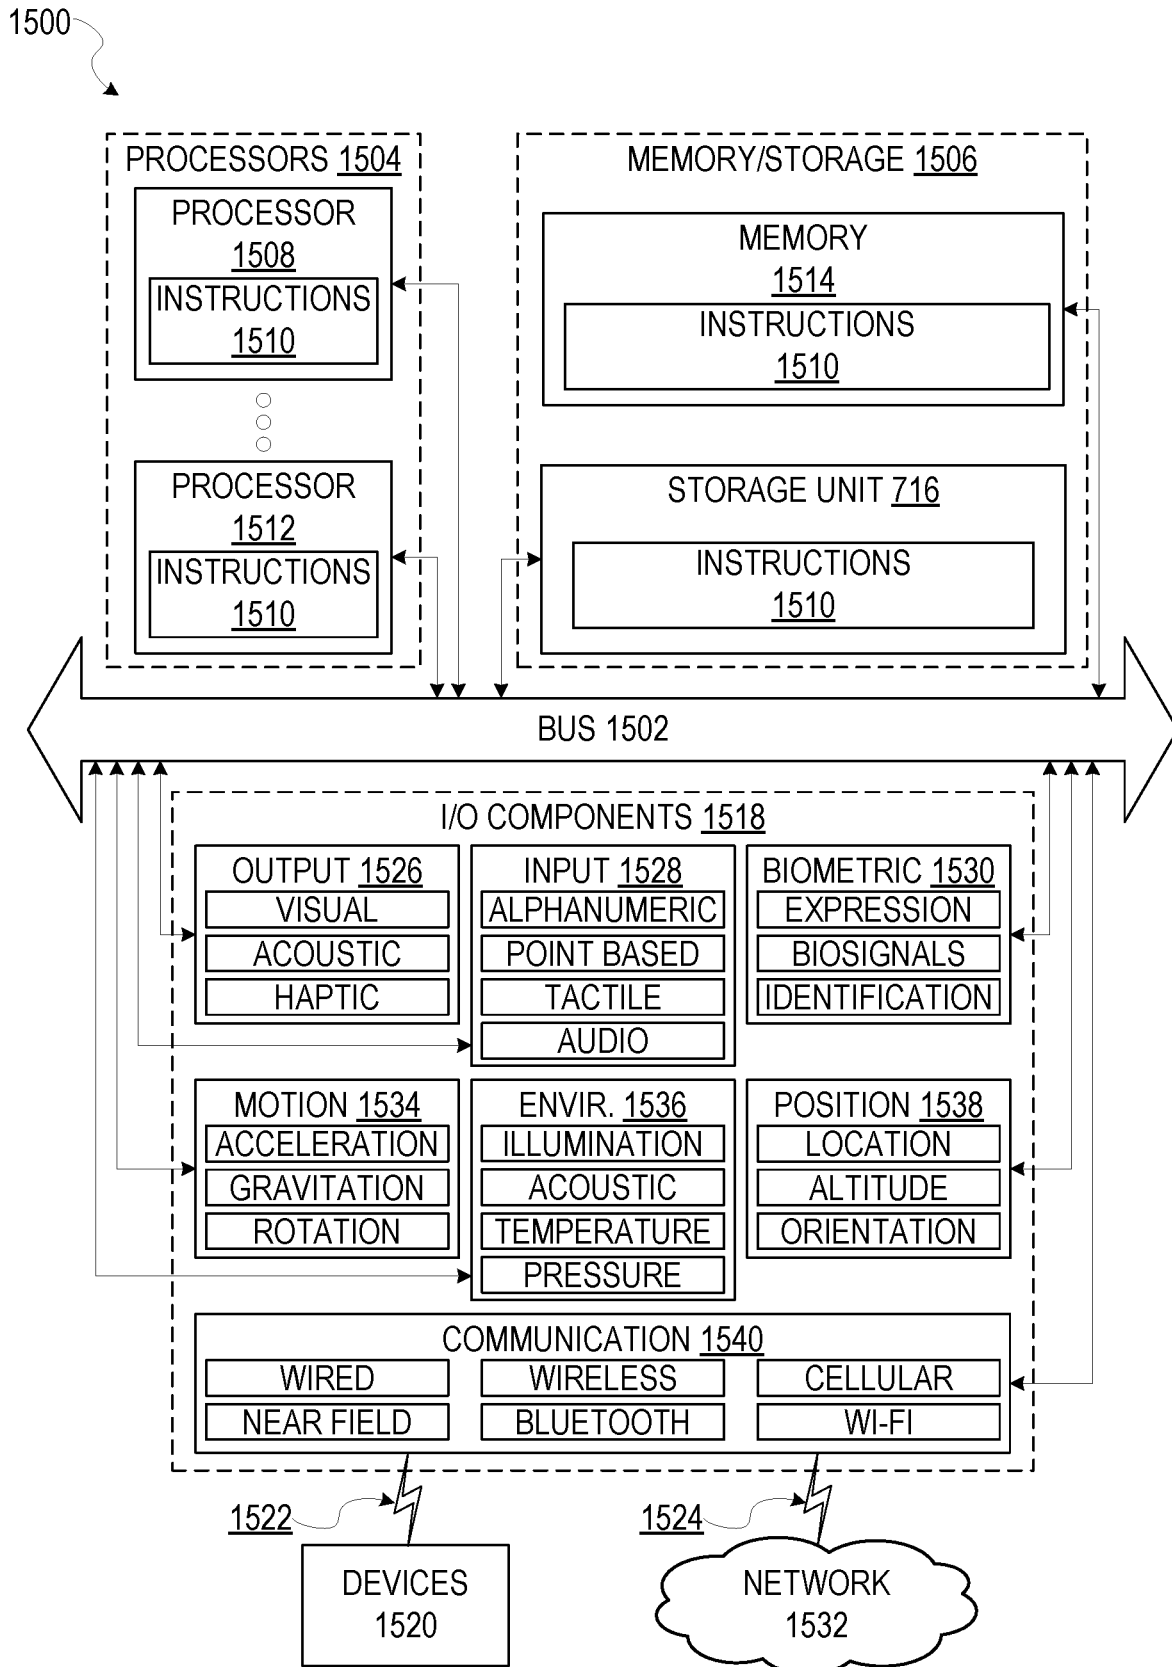 1500
PROCESSORS 1504
PROCESSOR
1508
INSTRUCTIONS
1510
PROCESSOR
1512
INSTRUCTIONS
1510
MEMORY/STORAGE 1506
MEMORY
1514
INSTRUCTIONS
1510
STORAGE UNIT 716
INSTRUCTIONS
1510
BUS 1502
I/O COMPONENTS 1518
OUTPUT 1526
VISUAL
ACOUSTIC
HAPTIC
INPUT 1528
ALPHANUMERIC
POINT BASED
TACTILE
AUDIO
BIOMETRIC 1530
EXPRESSION
BIOSIGNALS
IDENTIFICATION
MOTION 1534
ACCELERATION
GRAVITATION
ROTATION
ENVIR. 1536
ILLUMINATION
ACOUSTIC
TEMPERATURE
PRESSURE
POSITION 1538
LOCATION
ALTITUDE
ORIENTATION
COMMUNICATION 1540
WIRED
WIRELESS
CELLULAR
NEAR FIELD
BLUETOOTH
WI-FI
1522
1524
DEVICES
1520
NETWORK
1532